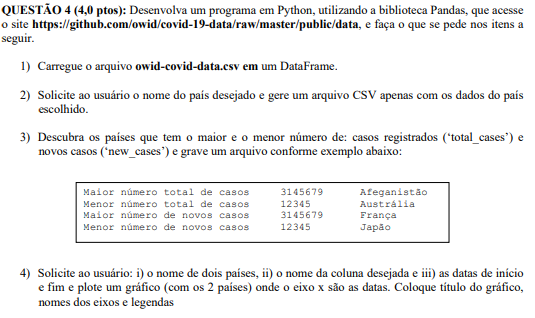 QUESTÃO 4 (4,0 ptos): Desenvolva um programa em Python, utilizando a biblioteca Pandas, que acesse
o site https://github.com/owid/covid-19-data/raw/master/public/data, e faça o que se pede nos itens a
seguir.
1) Carregue o arquivo owid-covid-data.csv em um DataFrame.
2) Solicite ao usuário o nome do país desejado e gere um arquivo CSV apenas com os dados do país
escolhido.
3) Descubra os países que tem o maior e o menor número de: casos registrados (‘total_cases’) e
novos casos (‘new_cases’) e grave um arquivo conforme exemplo abaixo:
Maior número total de casos 3145679 Afeganistão
Menor número total de casos 12345 Austrália
Maior número de novos casos 3145679 França
Menor número de novos casos 12345 Japão
4) Solicite ao usuário: i) o nome de dois países, ii) o nome da coluna desejada e iii) as datas de início
e fim e plote um gráfico (com os 2 países) onde o eixo x são as datas. Coloque título do gráfico,
nomes dos eixos e legendas